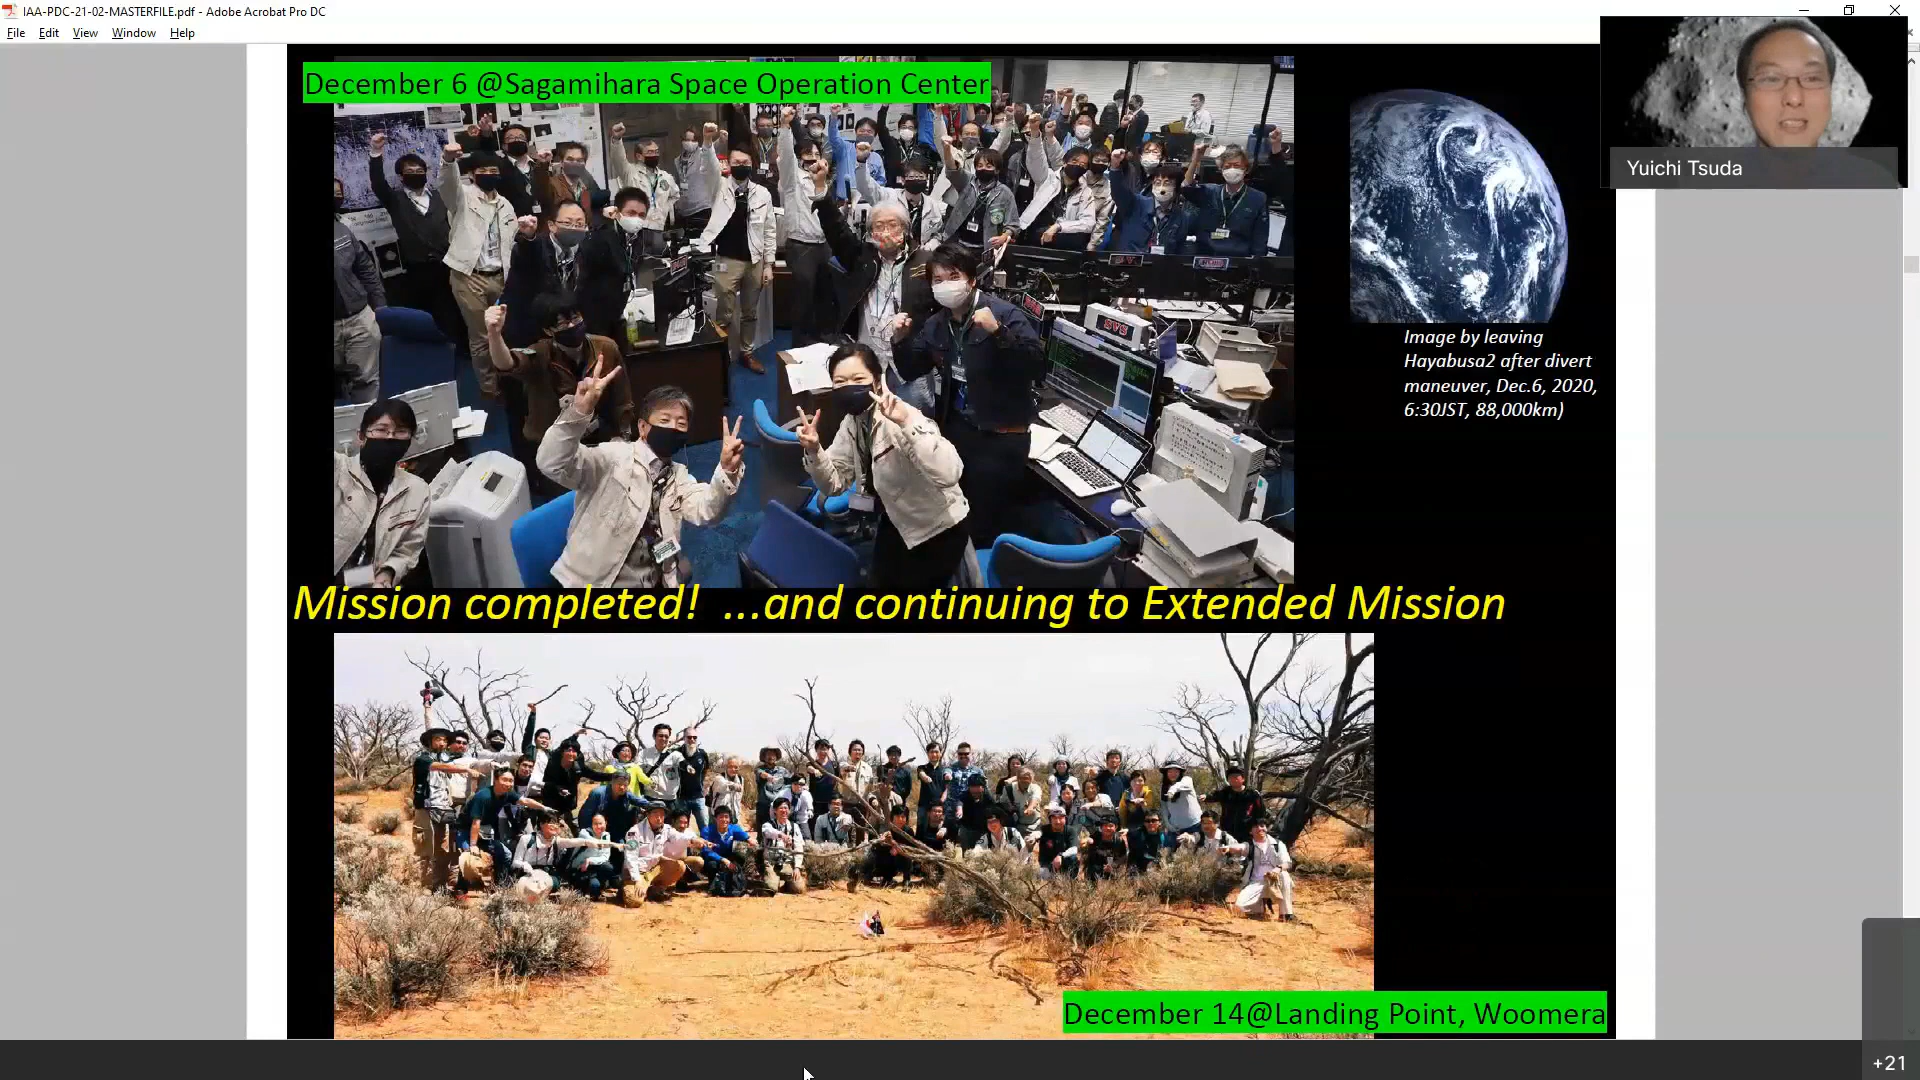 IAA-PDC-21-02-MASTERFILE.pdf - Adobe Acrobat Pro DC
File Edit View Window Help
December 6 @Sagamihara Space Operation Center
Yuichi Tsuda
SVS
Image by leaving
Hayabusa2 after divert
maneuver, Dec.6, 2020,
6:30JST, 88,000km)
Mission completed! ...and continuing to Extended Mission
December 14@Landing Point, Woomera
+21